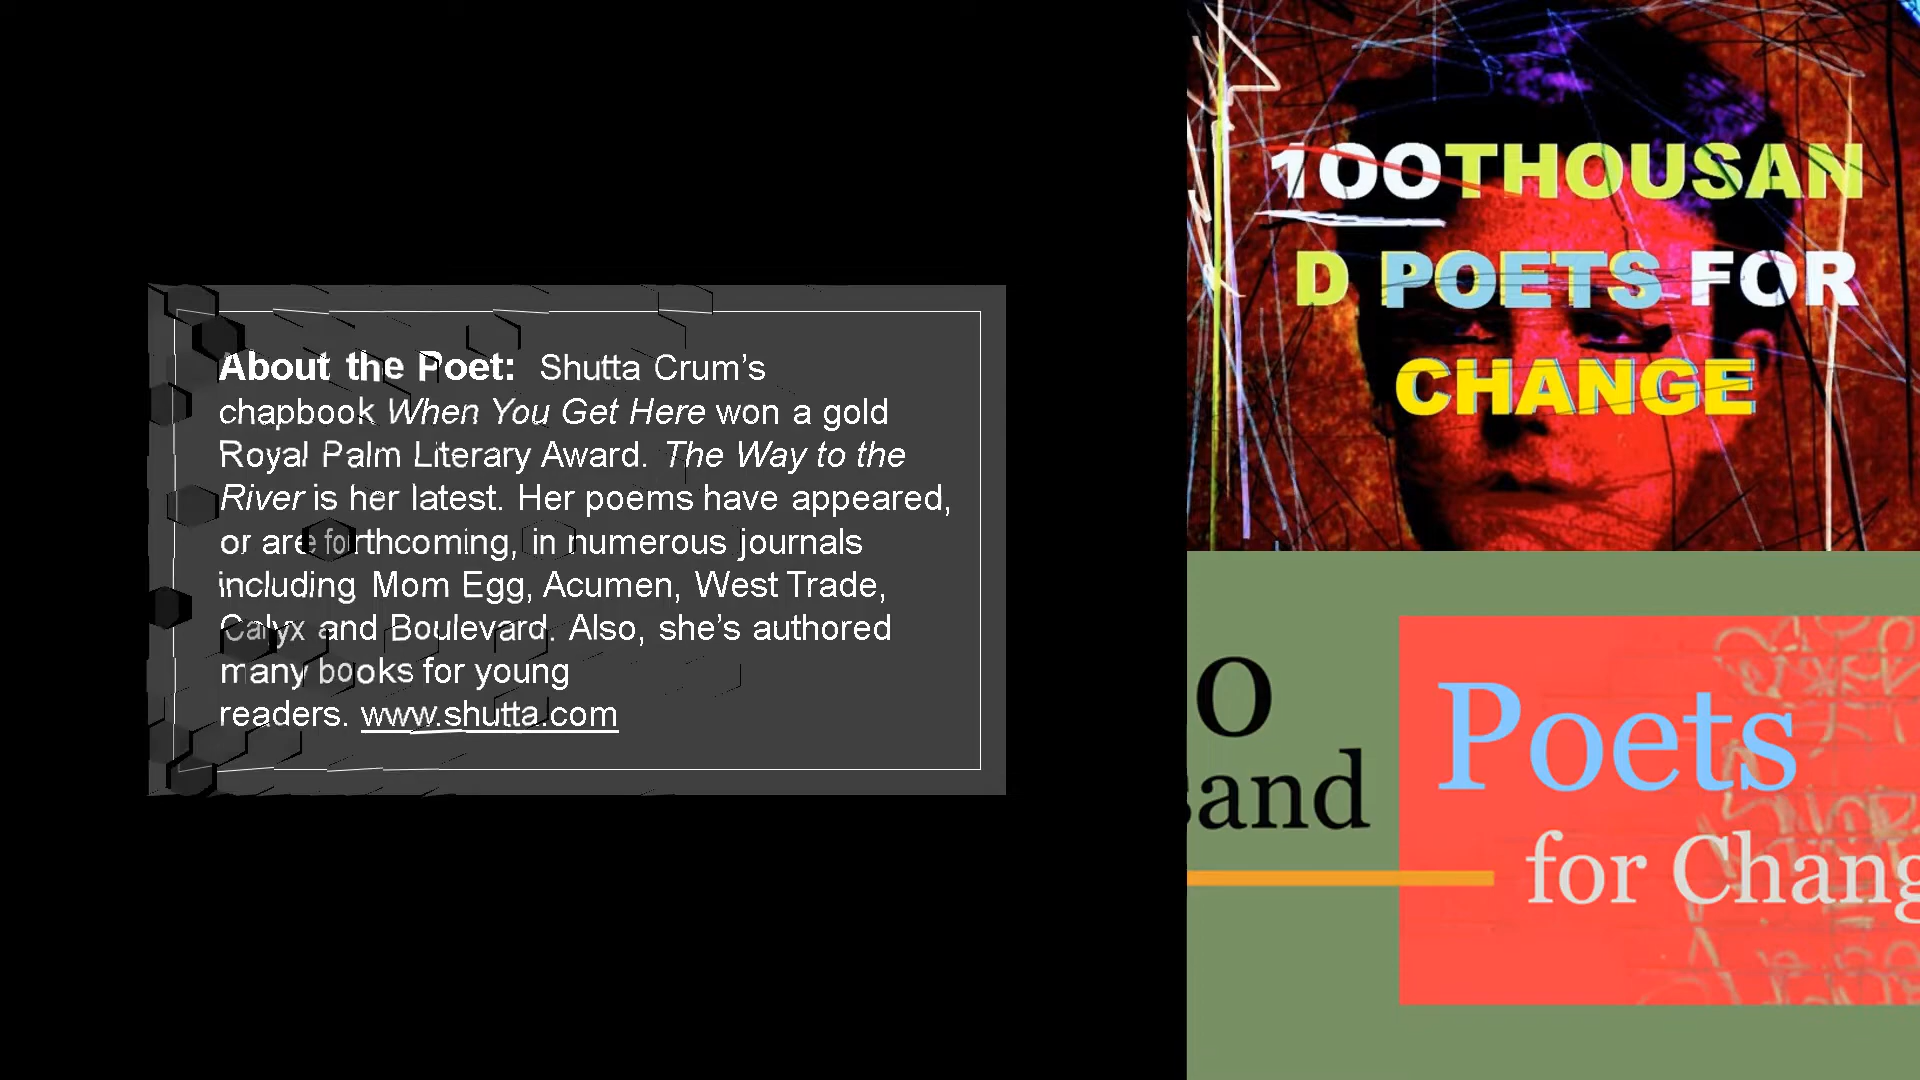 About the Poet: Shutta Crum’s
chapbook When You Get Here won a gold
Royal Palm Literary Award. The Way to the
River is her latest. Her poems have appeared,
or are forthcoming, in numerous journals
including Mom Egg, Acumen, West Trade,
Calyx and Boulevard. Also, she’s authored
many books for young
readers. www.shutta.com
100THOUSAN
D POETS FOR
CHANGE
O
sand
Poets
for Chang